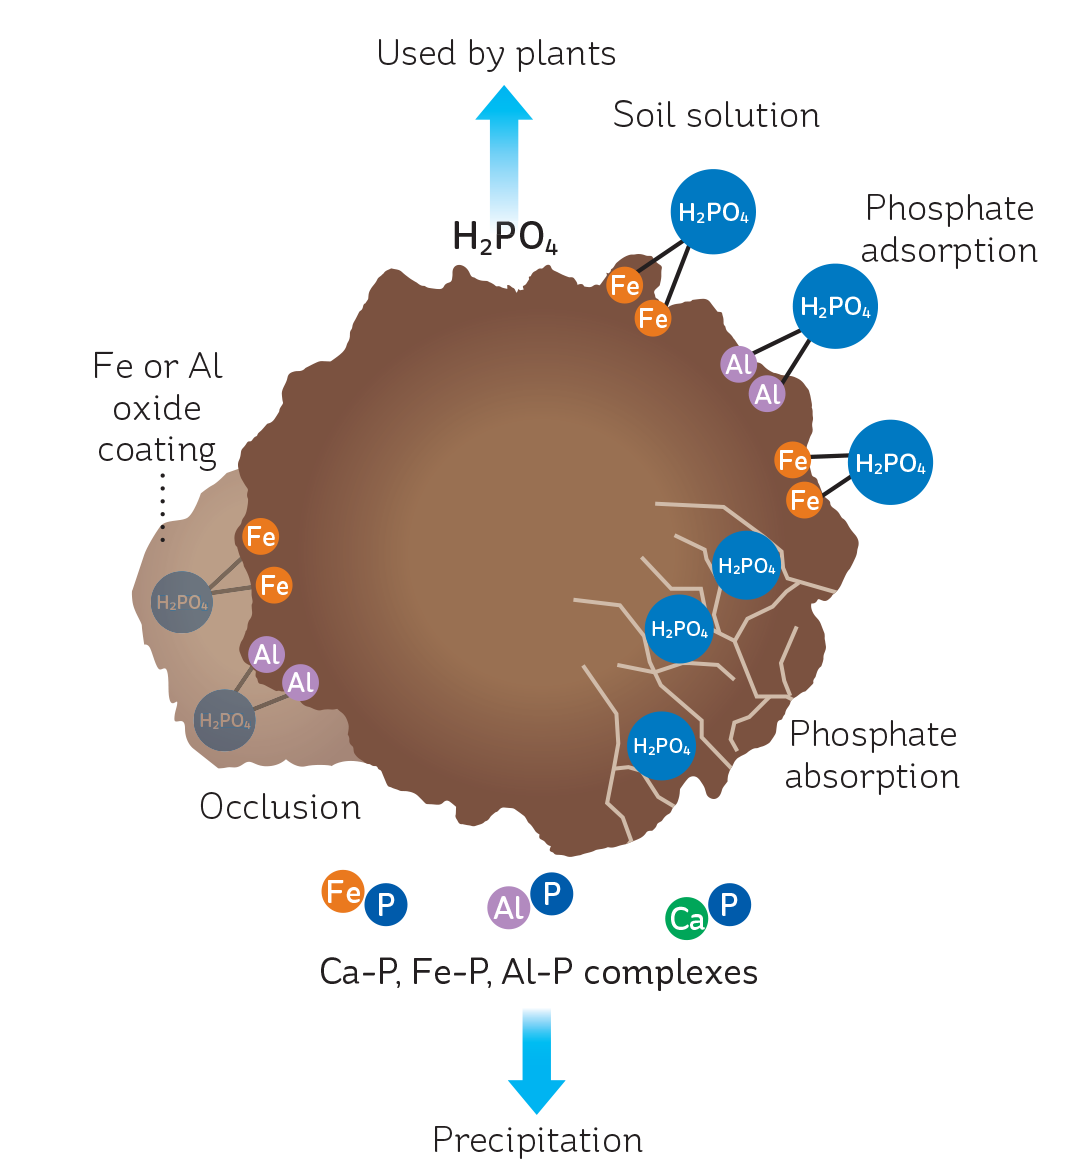 Used by plants
Soil solution
H₂PO₄
H₂PO₄
Phosphate
adsorption
Fe
Fe
H₂PO₄
Al
Al
Fe or Al
oxide
coating
Fe
Fe
H₂PO₄
Fe
Fe
H₂PO₄
H₂PO₄
H₂PO₄
Al
Al
H₂PO₄
H₂PO₄
Phosphate
absorption
Occlusion
Fe P
Al P
Ca P
Ca-P, Fe-P, Al-P complexes
Precipitation